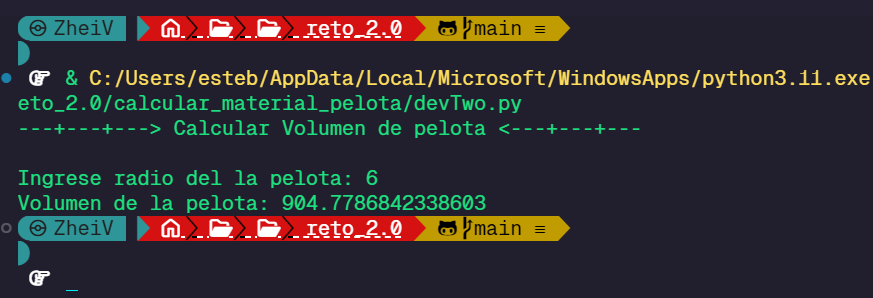 ZheiV reto_2.0 main ≡
& C:/Users/esteb/AppData/Local/Microsoft/WindowsApps/python3.11.exe
eto_2.0/calcular_material_pelota/devTwo.py
---+---+---> Calcular Volumen de pelota <---+---+---
Ingrese radio del la pelota: 6
Volumen de la pelota: 904.7786842338603
ZheiV reto_2.0 main ≡
_